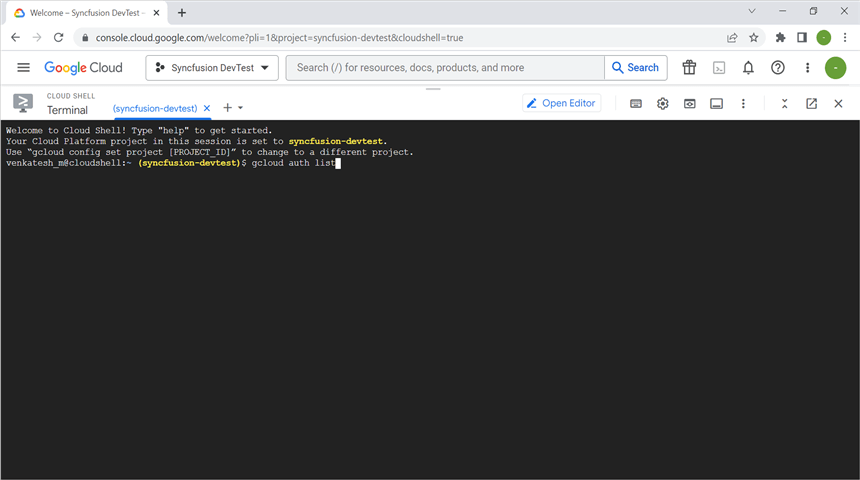 Welcome – Syncfusion DevTest –
console.cloud.google.com/welcome?pli=1&project=syncfusion-devtest&cloudshell=true
Google Cloud
Syncfusion DevTest
Search (/) for resources, docs, products, and more
Search
CLOUD SHELL
Terminal
(syncfusion-devtest)
Open Editor
Welcome to Cloud Shell! Type "help" to get started.
Your Cloud Platform project in this session is set to syncfusion-devtest.
Use “gcloud config set project [PROJECT_ID]” to change to a different project.
venkatesh_m@cloudshell:~ (syncfusion-devtest)$ gcloud auth list